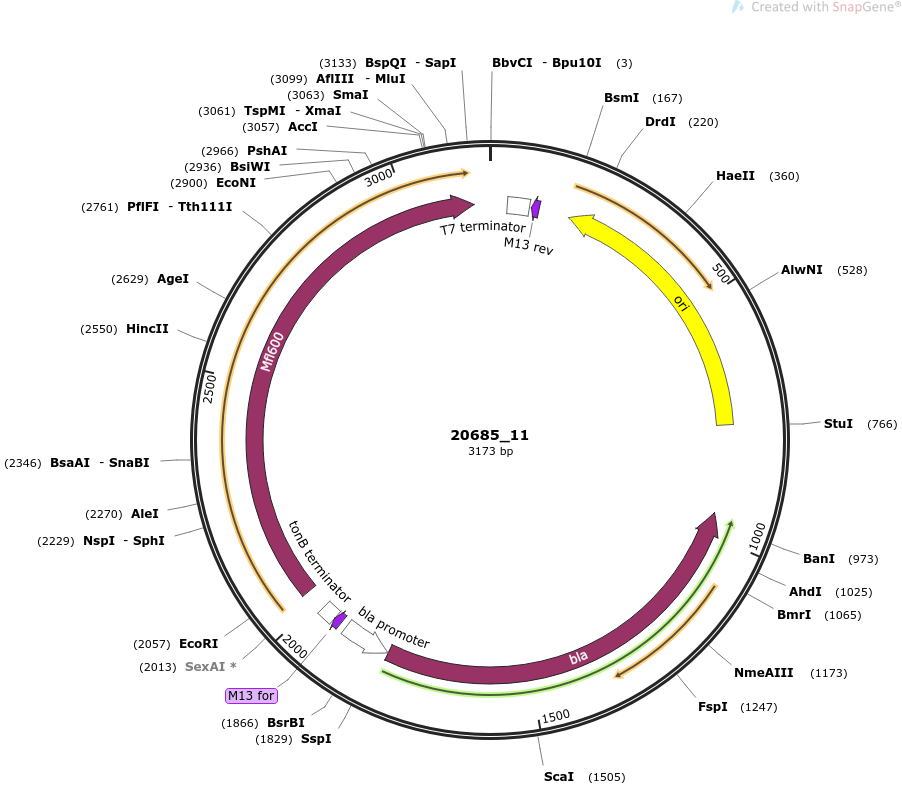 Created with SnapGene®
(3133) BspQI - SapI
(3099) AflIII - MluI
(3063) SmaI
(3061) TspMI - XmaI
(3057) AccI
(2966) PshAI
(2936) BsiWI
(2900) EcoNI
(2761) PflFI - Tth111I
(2629) AgeI
(2550) HincII
(2346) BsaAI - SnaBI
(2270) AleI
(2229) NspI - SphI
(2057) EcoRI
(2013) SexAI *
M13 for
(1866) BsrBI
(1829) SspI
BbvCI - Bpu10I (3)
BsmI (167)
DrdI (220)
HaeII (360)
AlwNI (528)
StuI (766)
BanI (973)
AhdI (1025)
BmrI (1065)
NmeAIII (1173)
FspI (1247)
ScaI (1505)
500
1000
1500
2000
2500
3000
T7 terminator
M13 rev
ori
Mfl600
tonB terminator
bla promoter
bla
20685_11
3173 bp